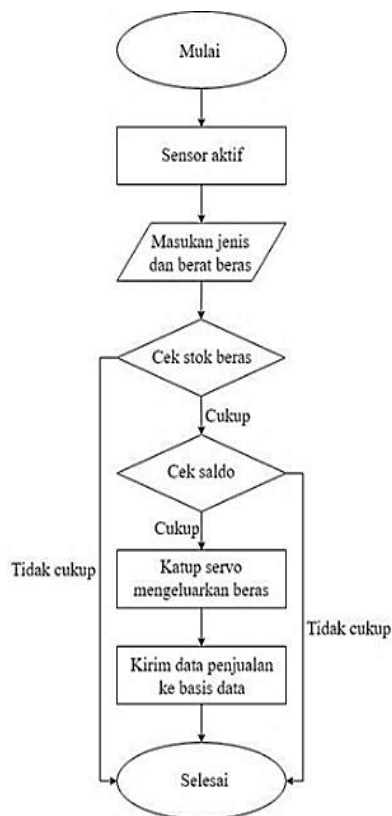 Mulai
Sensor aktif
Masukan jenis
dan berat beras
Cek stok beras
Cukup
Cek saldo
Cukup
Tidak cukup
Katup servo
mengeluarkan beras
Tidak cukup
Kirim data penjualan
ke basis data
Selesai